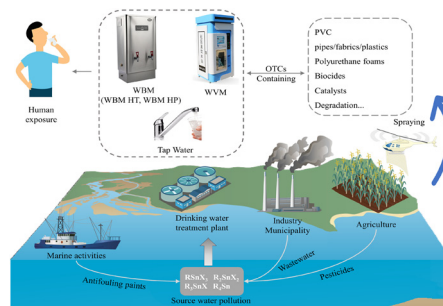 PVC
pipes/fabrics/plastics
Polyurethane foams
Biocides
Catalysts
Degradation...
OTCs
Containing
WBM
(WBM HT, WBM HP)
WVM
Tap Water
Human
exposure
Spraying
Drinking water
treatment plant
Industry
Municipality
Agriculture
Marine activities
Antifouling paints
Wastewater
Pesticides
RSnX₃ R₂SnX₂
R₃SnX R₄Sn
Source water pollution